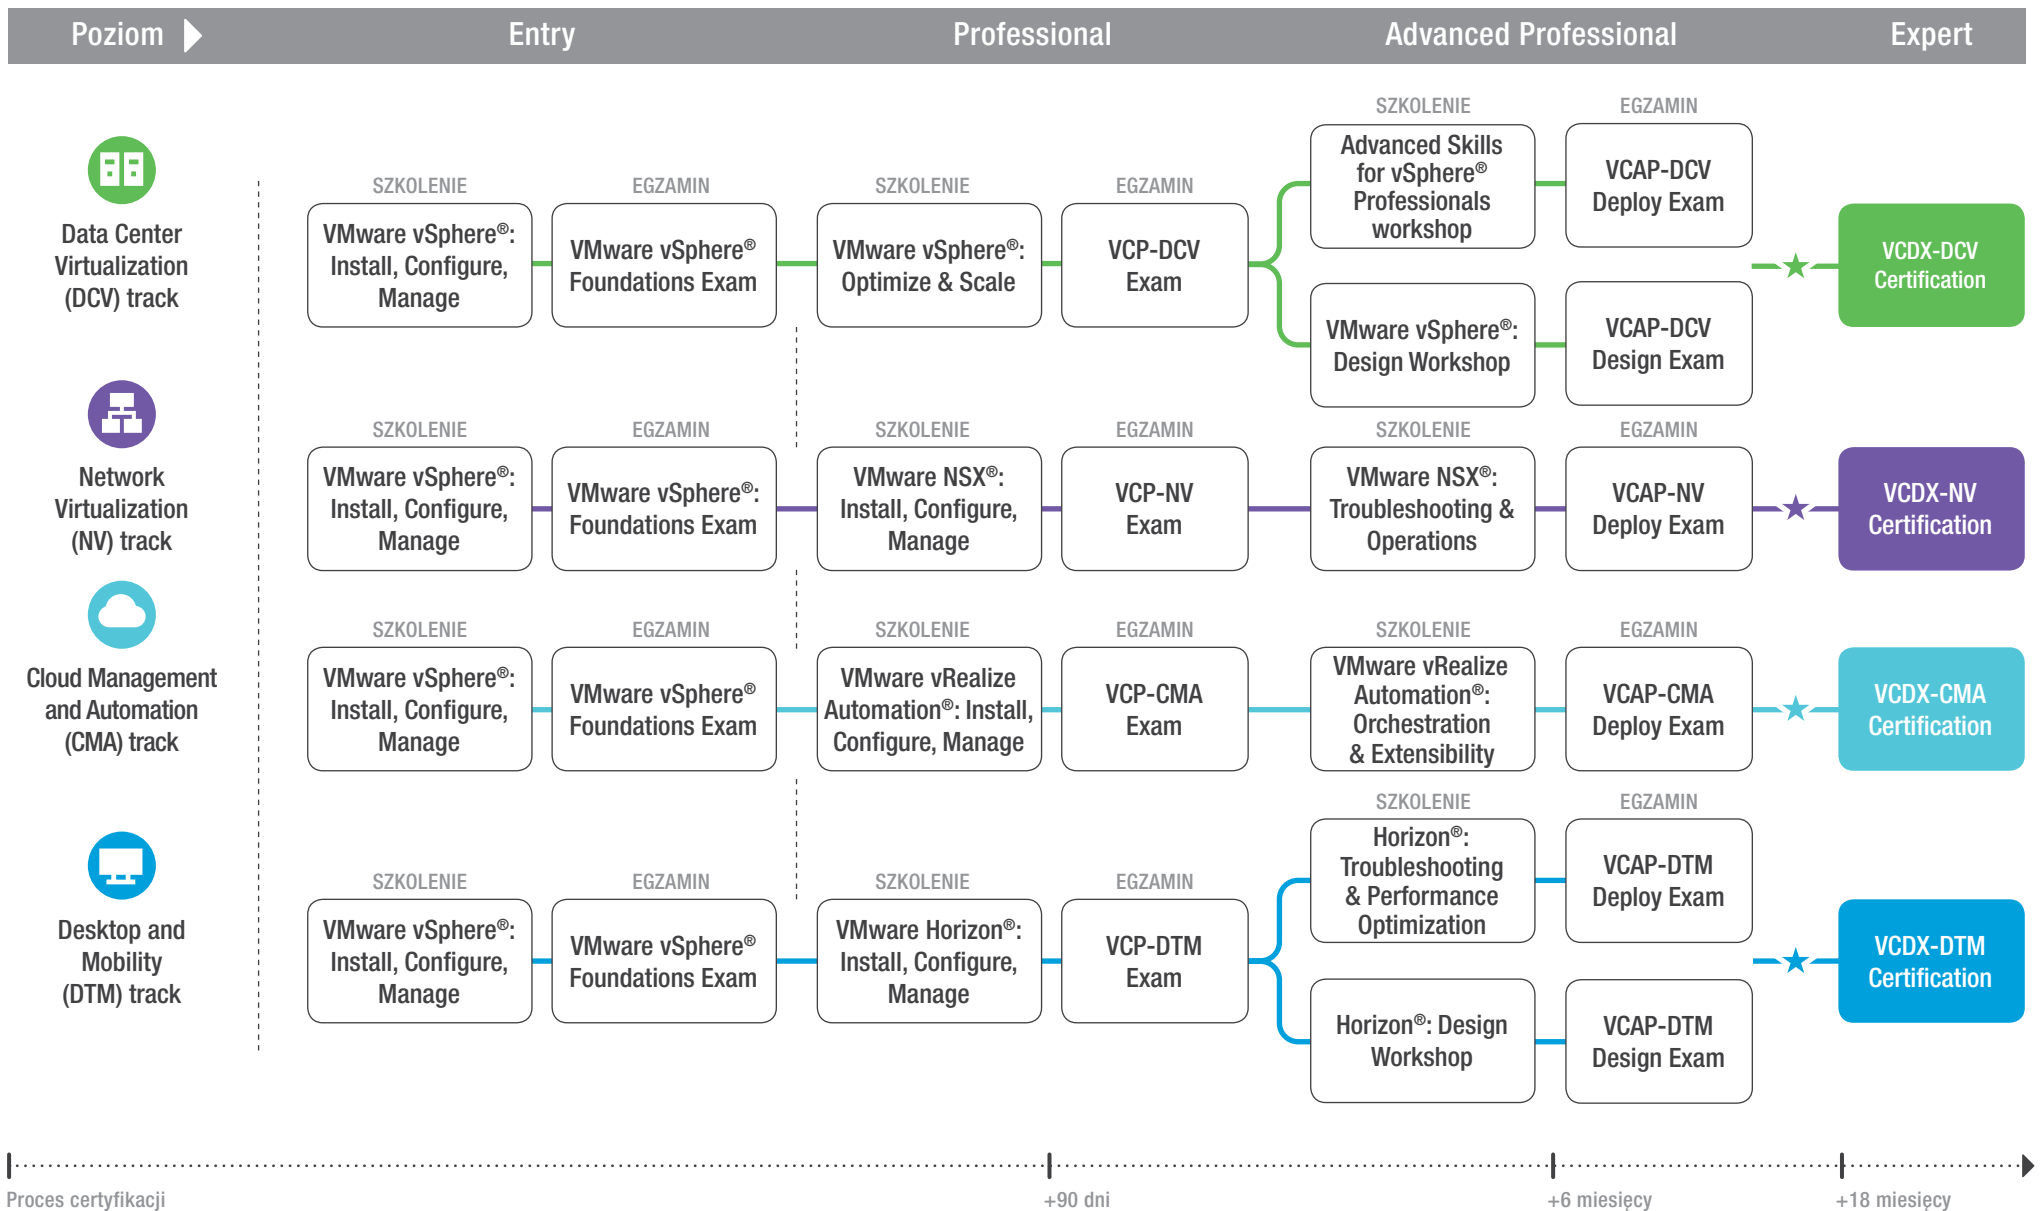 Poziom
Entry
Professional
Advanced Professional
Expert
Data Center
Virtualization
(DCV) track
SZKOLENIE
VMware vSphere®:
Install, Configure,
Manage
EGZAMIN
VMware vSphere®
Foundations Exam
SZKOLENIE
VMware vSphere®:
Optimize & Scale
EGZAMIN
VCP-DCV
Exam
SZKOLENIE
Advanced Skills
for vSphere®
Professionals
workshop
EGZAMIN
VCAP-DCV
Deploy Exam
VMware vSphere®:
Design Workshop
VCAP-DCV
Design Exam
VCDX-DCV
Certification
Network
Virtualization
(NV) track
SZKOLENIE
VMware vSphere®:
Install, Configure,
Manage
EGZAMIN
VMware vSphere®:
Foundations Exam
SZKOLENIE
VMware NSX®:
Install, Configure,
Manage
EGZAMIN
VCP-NV
Exam
SZKOLENIE
VMware NSX®:
Troubleshooting &
Operations
EGZAMIN
VCAP-NV
Deploy Exam
VCDX-NV
Certification
Cloud Management
and Automation
(CMA) track
SZKOLENIE
VMware vSphere®:
Install, Configure,
Manage
EGZAMIN
VMware vSphere®
Foundations Exam
SZKOLENIE
VMware vRealize
Automation®: Install,
Configure, Manage
EGZAMIN
VCP-CMA
Exam
SZKOLENIE
VMware vRealize
Automation®:
Orchestration
& Extensibility
EGZAMIN
VCAP-CMA
Deploy Exam
VCDX-CMA
Certification
Desktop and
Mobility
(DTM) track
SZKOLENIE
VMware vSphere®:
Install, Configure,
Manage
EGZAMIN
VMware vSphere®
Foundations Exam
SZKOLENIE
VMware Horizon®:
Install, Configure,
Manage
EGZAMIN
VCP-DTM
Exam
SZKOLENIE
Horizon®:
Troubleshooting
& Performance
Optimization
EGZAMIN
VCAP-DTM
Deploy Exam
Horizon®: Design
Workshop
VCAP-DTM
Design Exam
VCDX-DTM
Certification
Proces certyfikacji
+90 dni
+6 miesięcy
+18 miesięcy